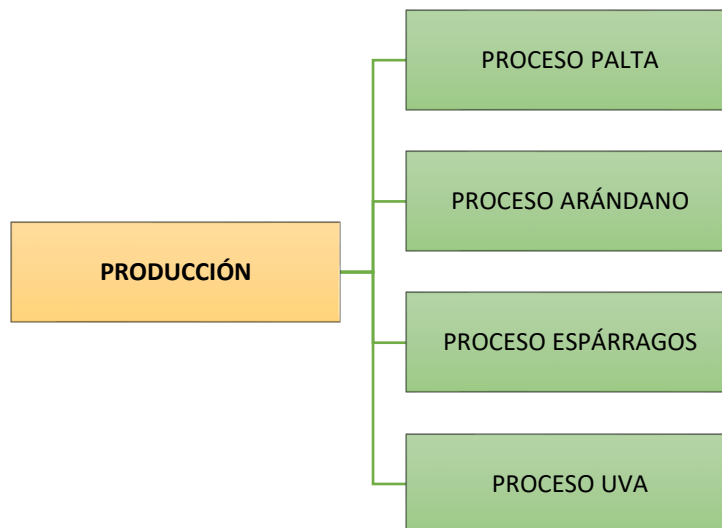 PROCESO PALTA
PROCESO ARÁNDANO
PRODUCCIÓN
PROCESO ESPÁRRAGOS
PROCESO UVA